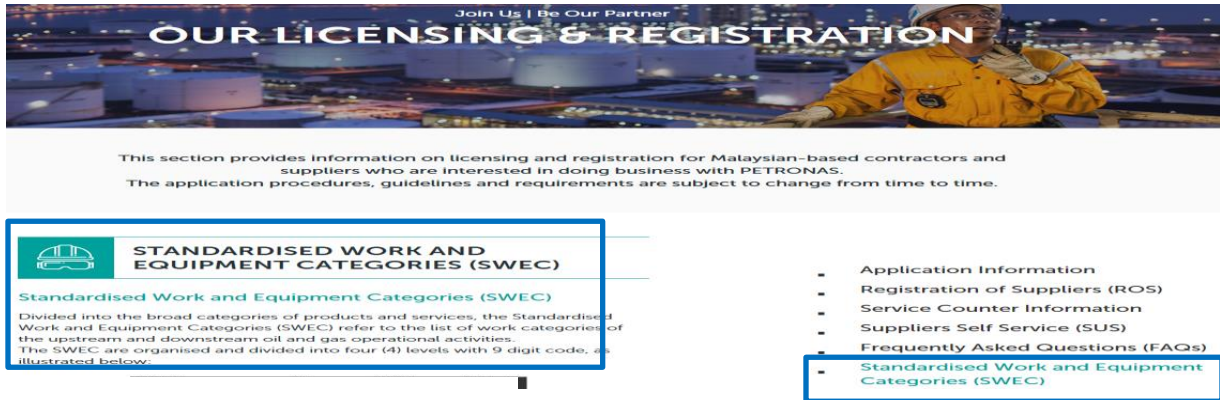 Join Us | Be Our Partner
OUR LICENSING & REGISTRATION
This section provides information on licensing and registration for Malaysian-based contractors and
suppliers who are interested in doing business with PETRONAS.
The application procedures, guidelines and requirements are subject to change from time to time.
STANDARDISED WORK AND
EQUIPMENT CATEGORIES (SWEC)
Standardised Work and Equipment Categories (SWEC)
Divided into the broad categories of products and services, the Standardised
Work and Equipment Categories (SWEC) refer to the list of work categories of
the upstream and downstream oil and gas operational activities.
The SWEC are organised and divided into four (4) levels with 9 digit code, as
illustrated below:
- Application Information
- Registration of Suppliers (ROS)
- Service Counter Information
- Suppliers Self Service (SUS)
- Frequently Asked Questions (FAQs)
- Standardised Work and Equipment
Categories (SWEC)